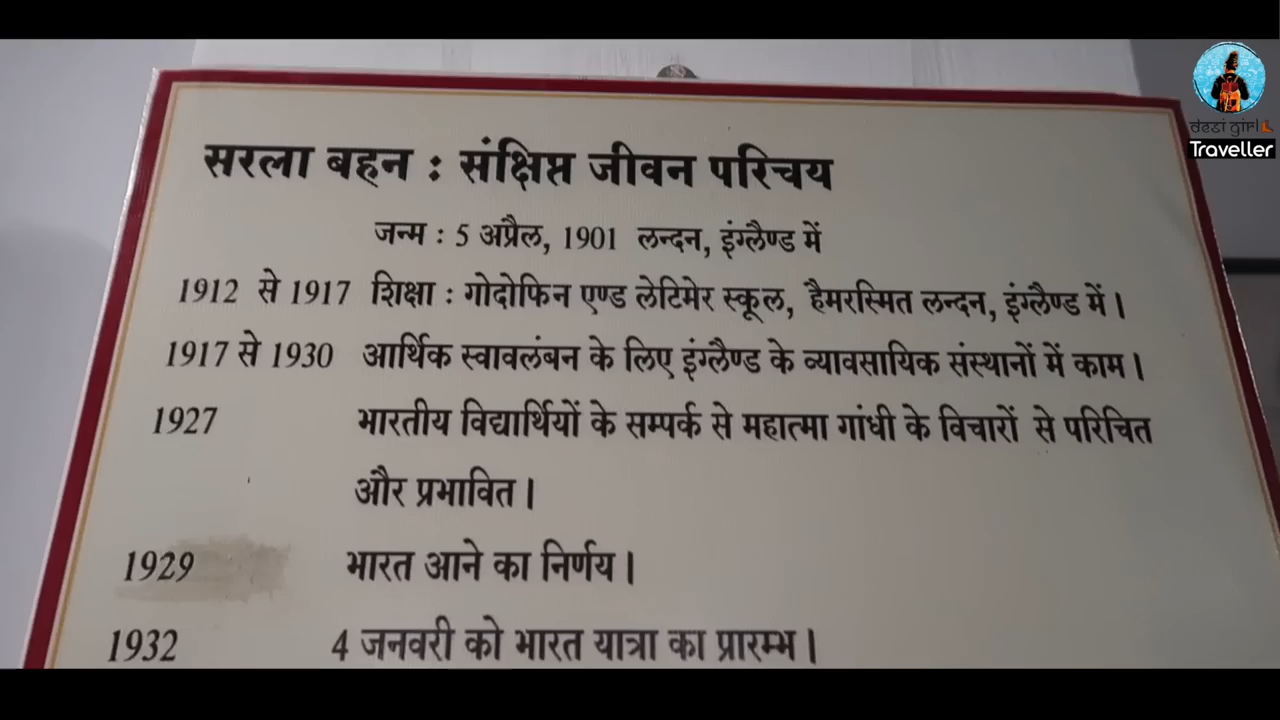 सरला बहन : संक्षिप्त जीवन परिचय
जन्म : 5 अप्रैल, 1901 लन्दन, इंग्लैण्ड में
1912 से 1917 शिक्षा : गोदोफिन एण्ड लेटिमेर स्कूल, हैमरस्मित लन्दन, इंग्लैण्ड में।
1917 से 1930 आर्थिक स्वावलंबन के लिए इंग्लैण्ड के व्यावसायिक संस्थानों में काम।
1927 भारतीय विद्यार्थियों के सम्पर्क से महात्मा गांधी के विचारों से परिचित
और प्रभावित।
1929 भारत आने का निर्णय।
1932 4 जनवरी को भारत यात्रा का प्रारम्भ।
desi girl
Traveller